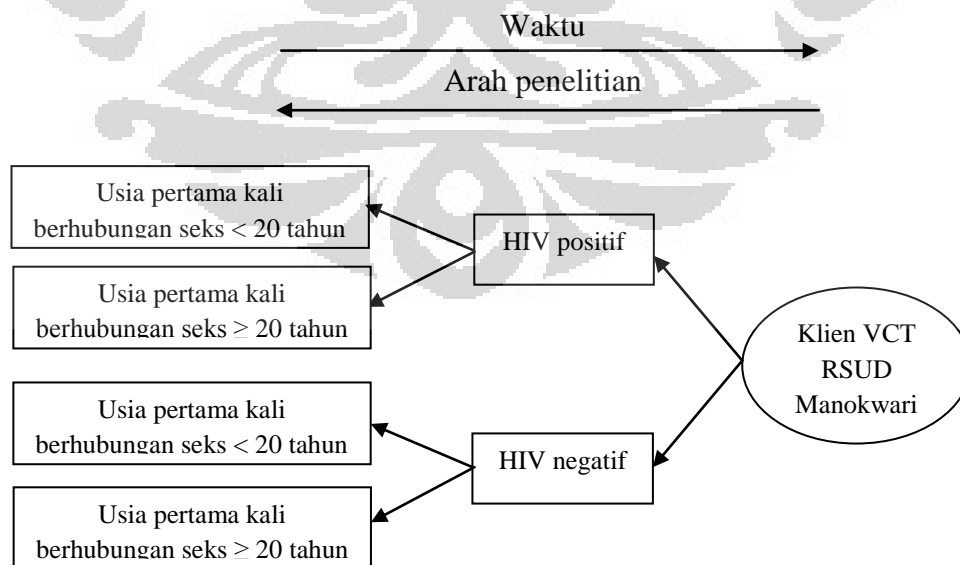 Waktu
Arah penelitian
Usia pertama kali
berhubungan seks < 20 tahun
Usia pertama kali
berhubungan seks ≥ 20 tahun
HIV positif
Klien VCT
RSUD
Manokwari
Usia pertama kali
berhubungan seks < 20 tahun
Usia pertama kali
berhubungan seks ≥ 20 tahun
HIV negatif